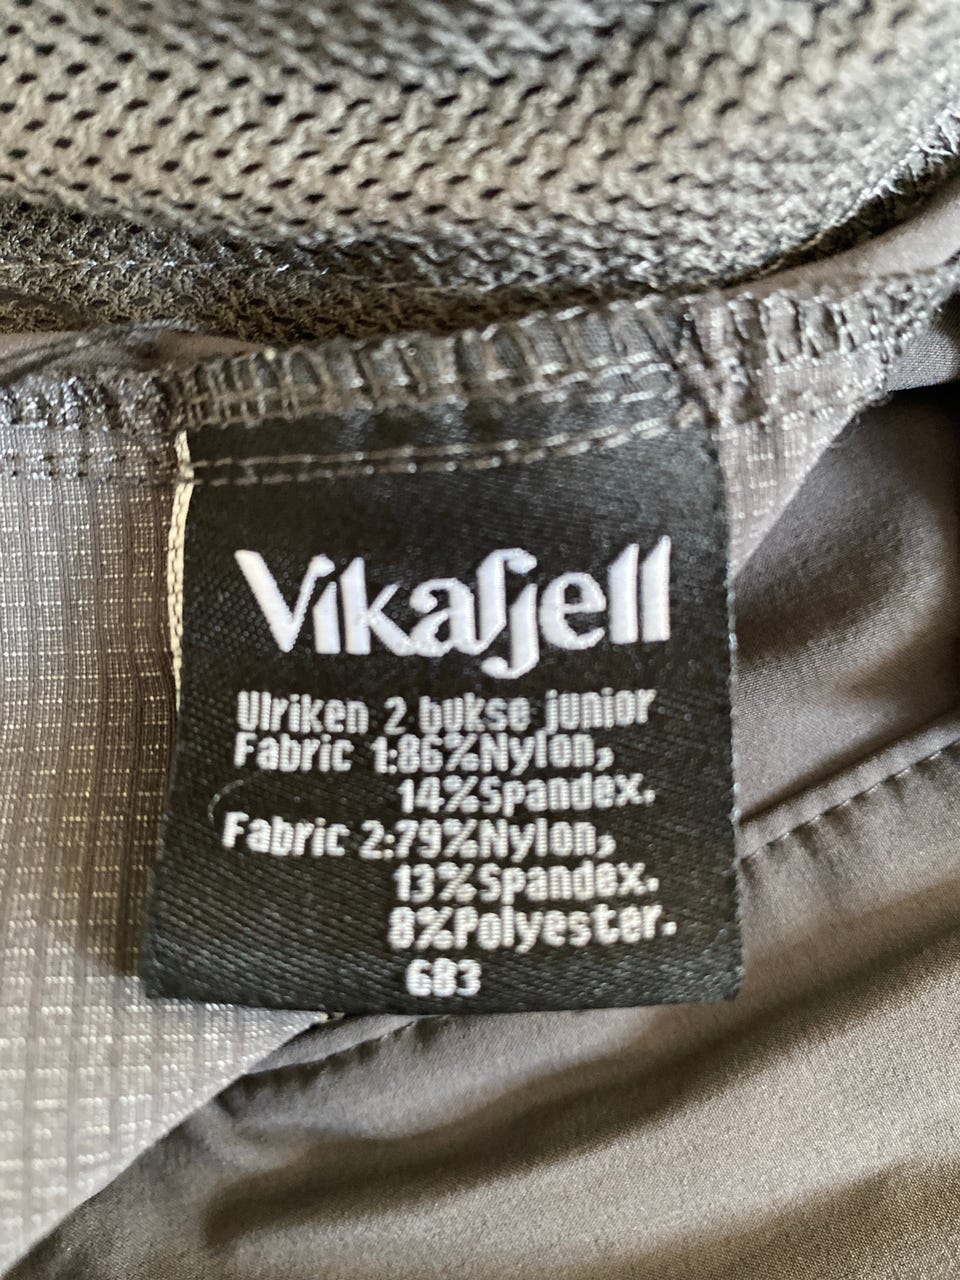 Vikafjell
Ulriken 2 bukse junior
Fabric 1:86%Nylon,
14%Spandex.
Fabric 2:79%Nylon,
13%Spandex.
8%Polyester.
683